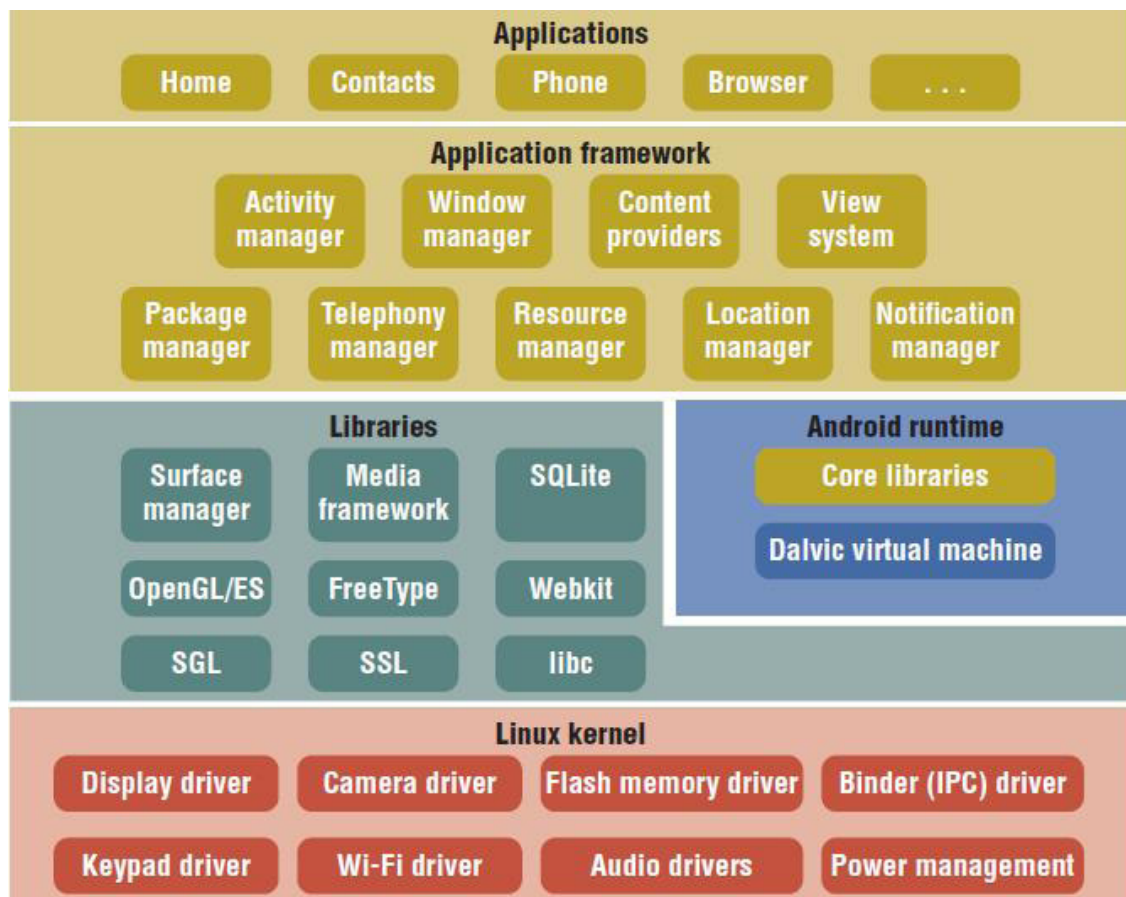 Applications
Home
Contacts
Phone
Browser
. . .
Application framework
Activity
manager
Window
manager
Content
providers
View
system
Package
manager
Telephony
manager
Resource
manager
Location
manager
Notification
manager
Libraries
Surface
manager
Media
framework
SQLite
OpenGL/ES
FreeType
Webkit
SGL
SSL
libc
Android runtime
Core libraries
Dalvic virtual machine
Linux kernel
Display driver
Camera driver
Flash memory driver
Binder (IPC) driver
Keypad driver
Wi-Fi driver
Audio drivers
Power management